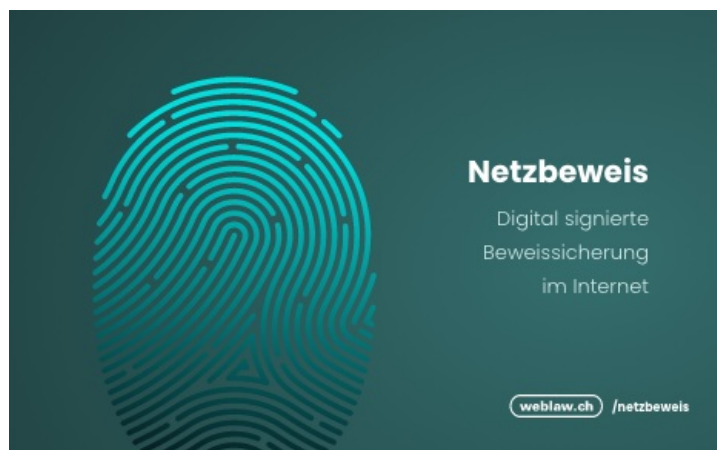 Netzbeweis
Digital signierte
Beweissicherung
im Internet
weblaw.ch /netzbeweis